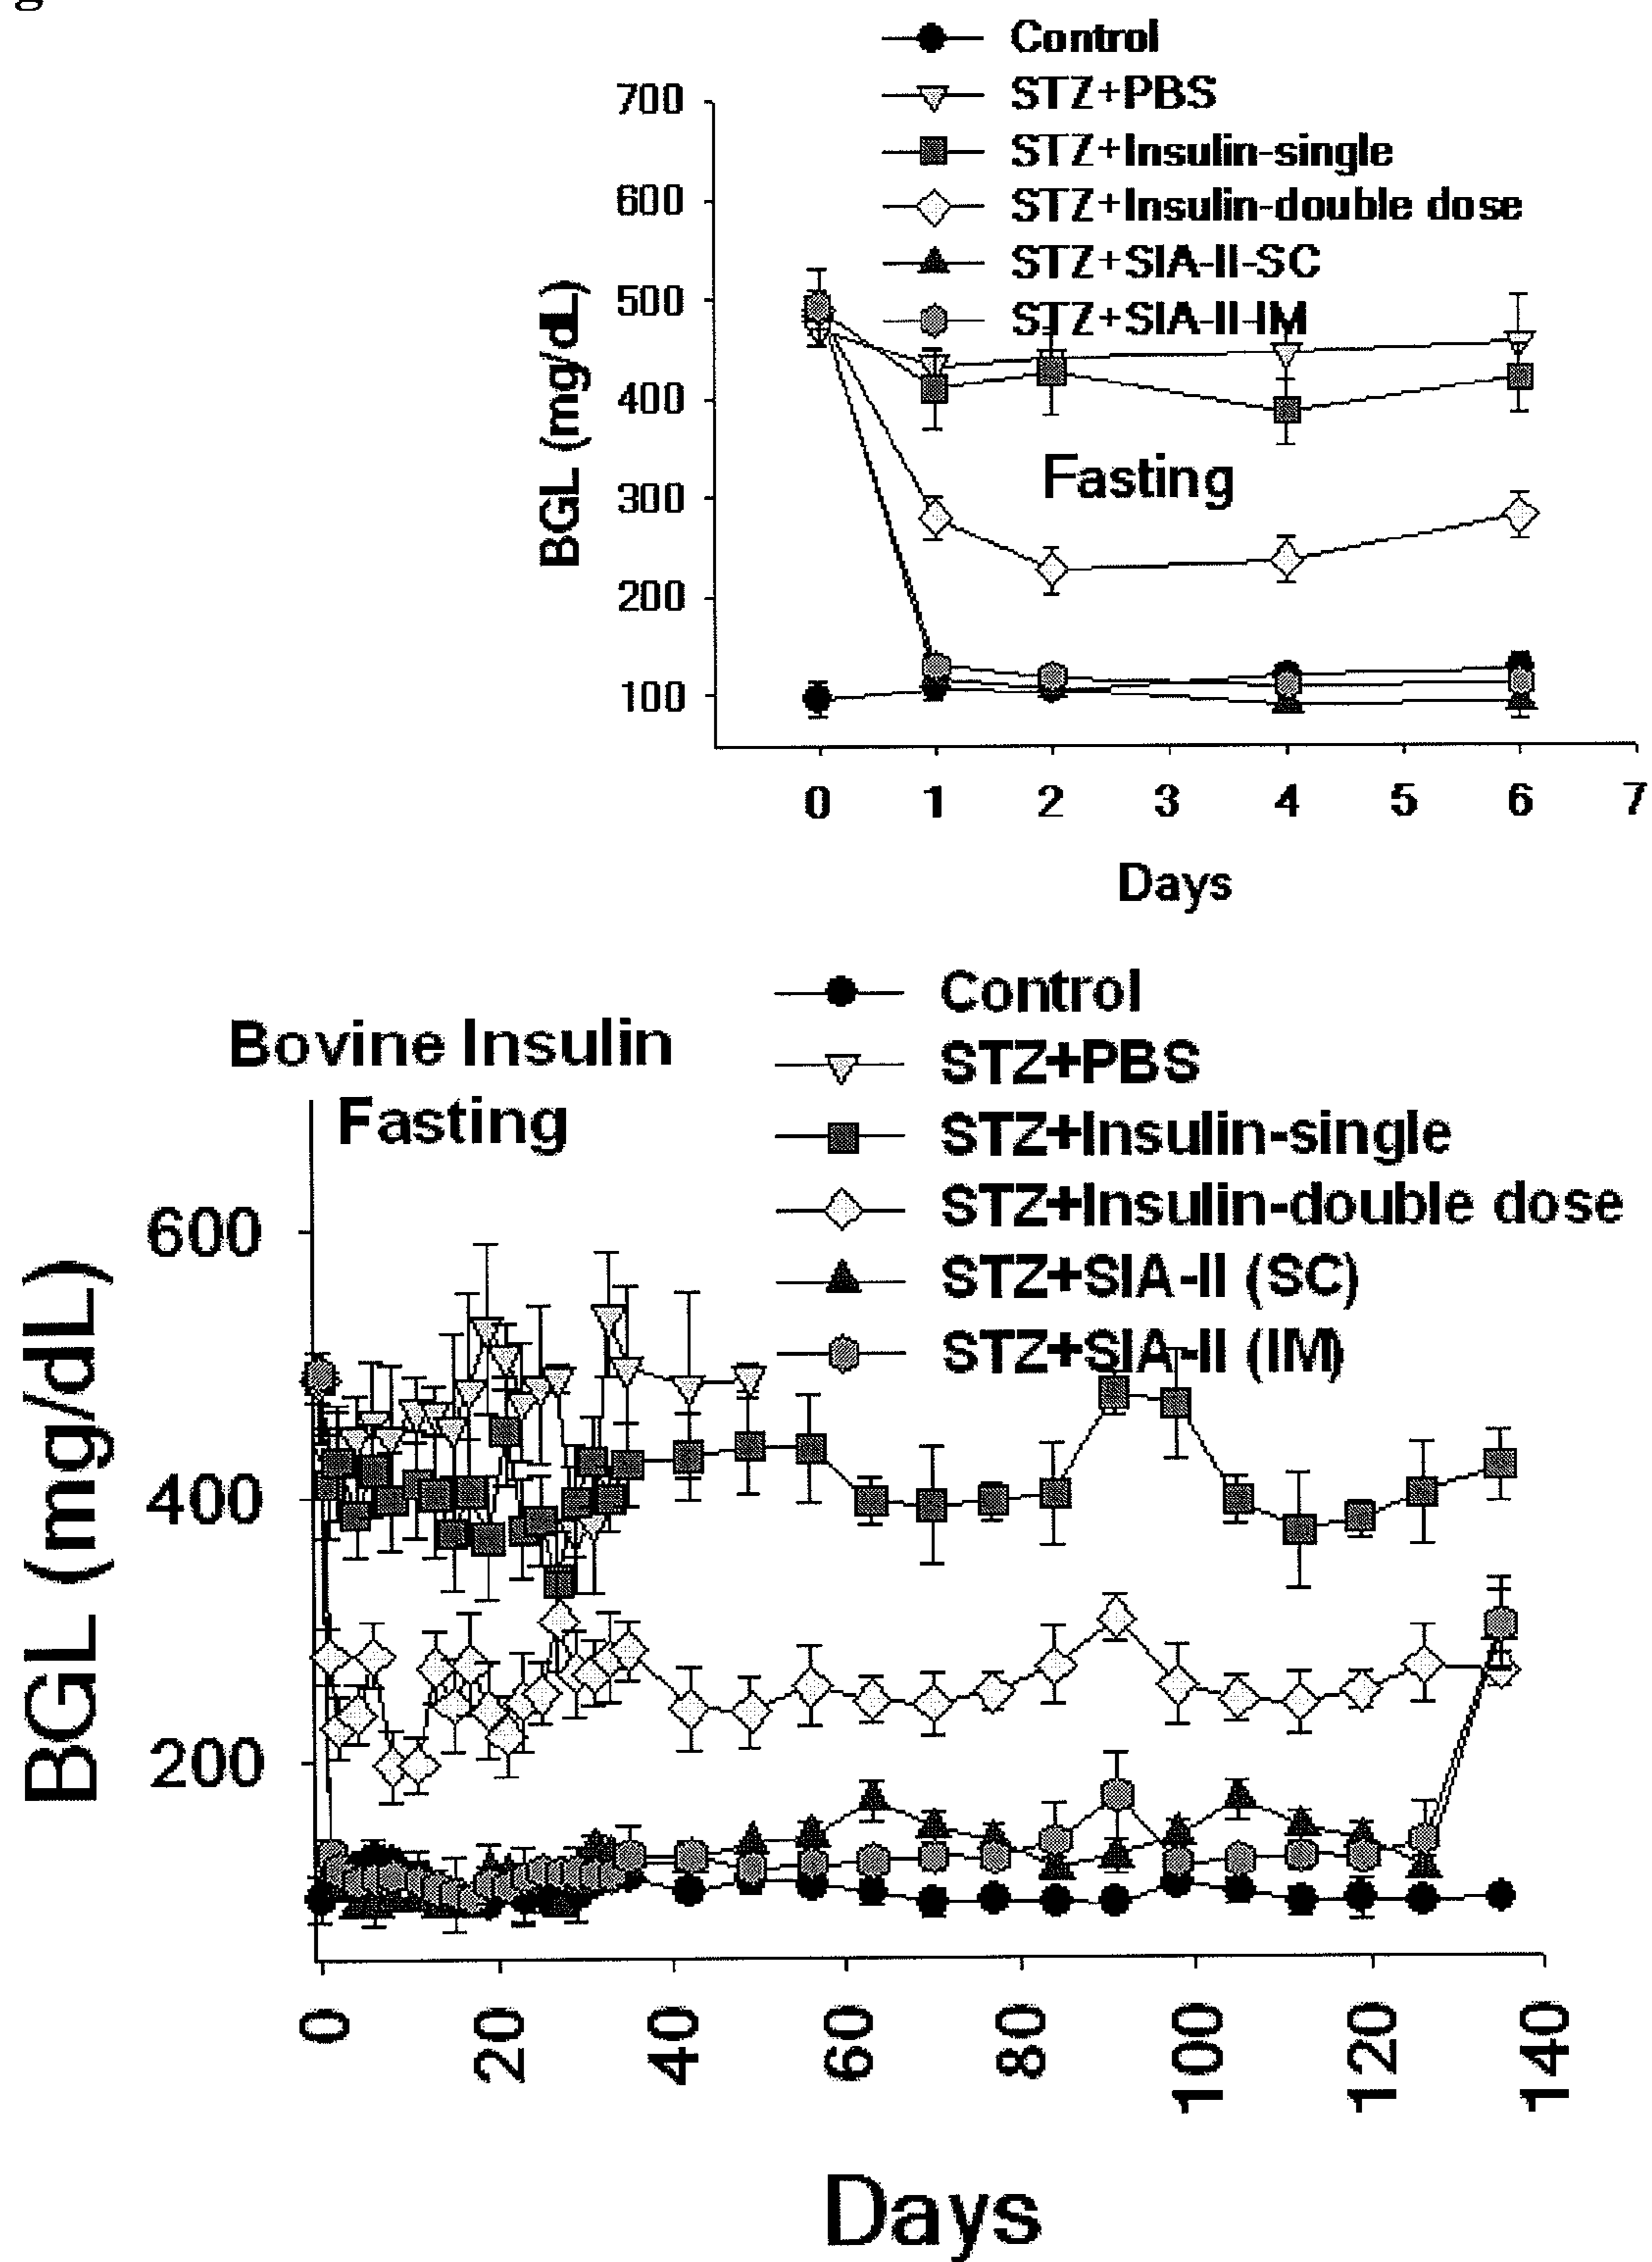 Control
STZ+PBS
STZ+Insulin-single
STZ+Insulin-double dose
STZ+SIA-II-SC
STZ+SIA-II-IM
700
600
500
400
300
200
100
BGL (mg/dL)
Fasting
0 1 2 3 4 5 6 7
Days
Control
STZ+PBS
STZ+Insulin-single
STZ+Insulin-double dose
STZ+SIA-II (SC)
STZ+SIA-II (IM)
Bovine Insulin
Fasting
600
400
200
BGL (mg/dL)
0 20 40 60 80 100 120 140
Days